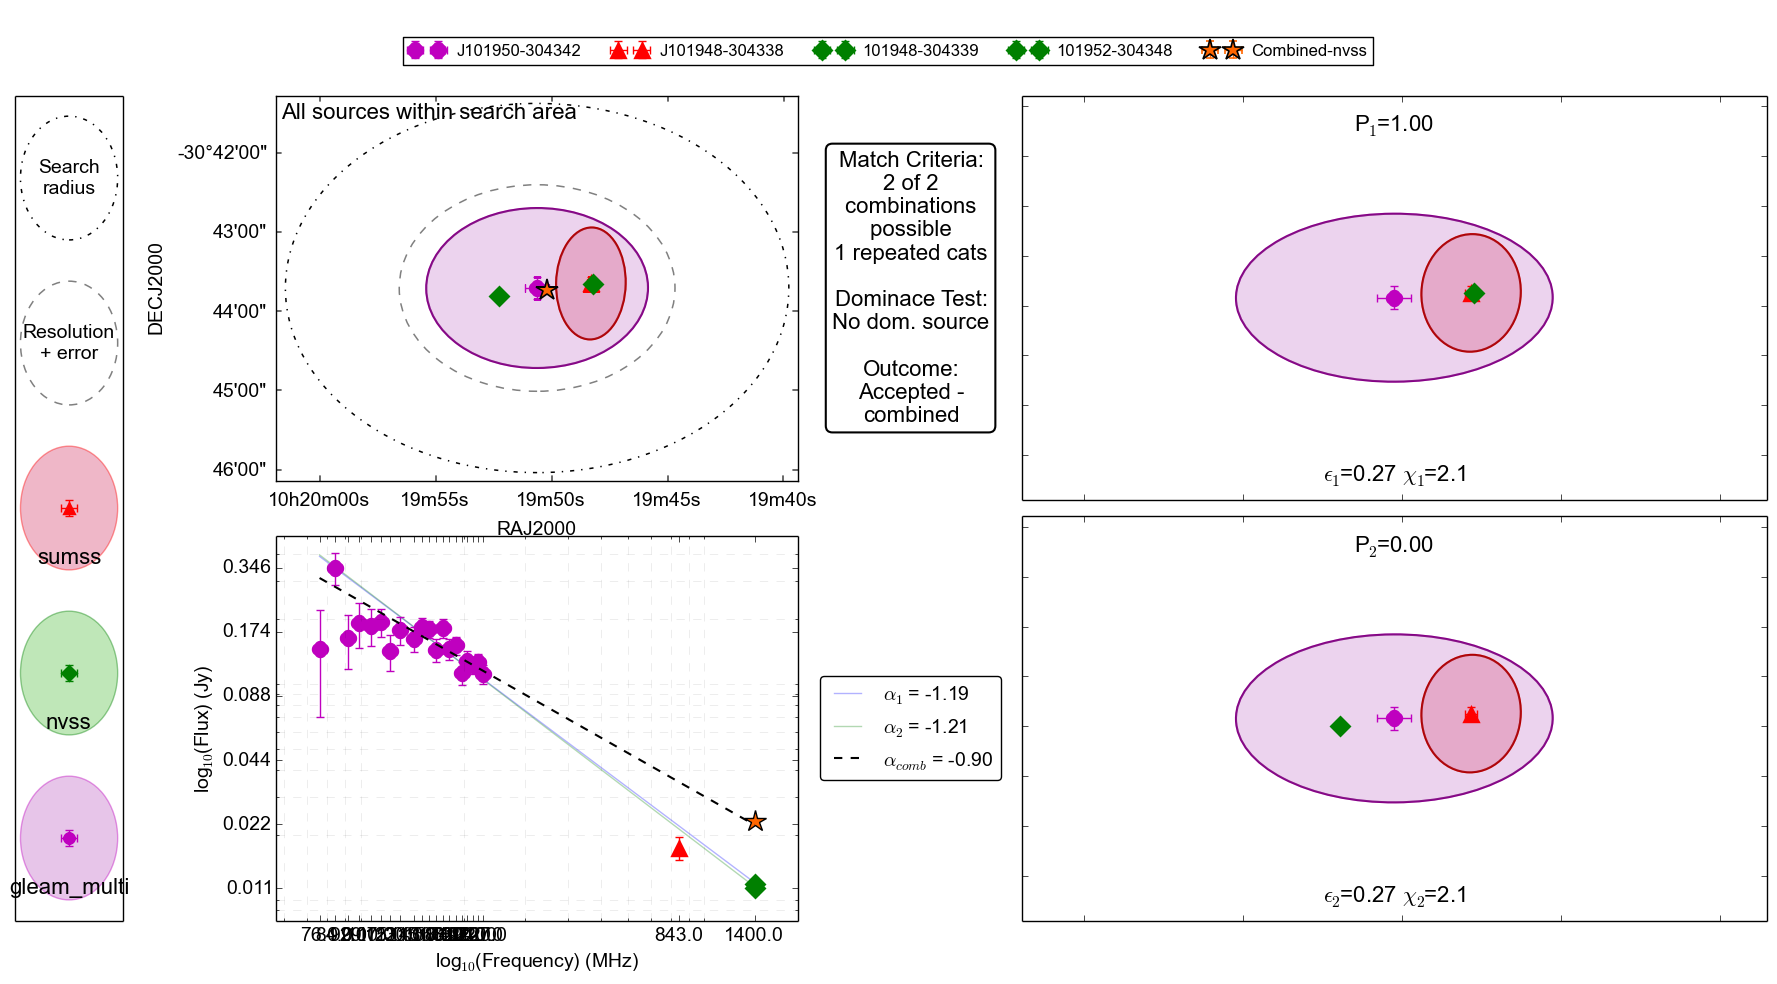 J101950-304342 J101948-304338 101948-304339 101952-304348 Combined-nvss
Search
radius
Resolution
+ error
sumss
nvss
gleam_multi
All sources within search area
DECJ2000
-30°42'00"
43'00"
44'00"
45'00"
46'00"
10h20m00s 19m55s 19m50s 19m45s 19m40s
RAJ2000
Match Criteria:
2 of 2
combinations
possible
1 repeated cats
Dominace Test:
No dom. source
Outcome:
Accepted -
combined
P1=1.00
ϵ1=0.27 χ1=2.1
P2=0.00
ϵ2=0.27 χ2=2.1
log10(Flux) (Jy)
0.346
0.174
0.088
0.044
0.022
0.011
843.0 1400.0
log10(Frequency) (MHz)
α1 = -1.19
α2 = -1.21
αcomb = -0.90